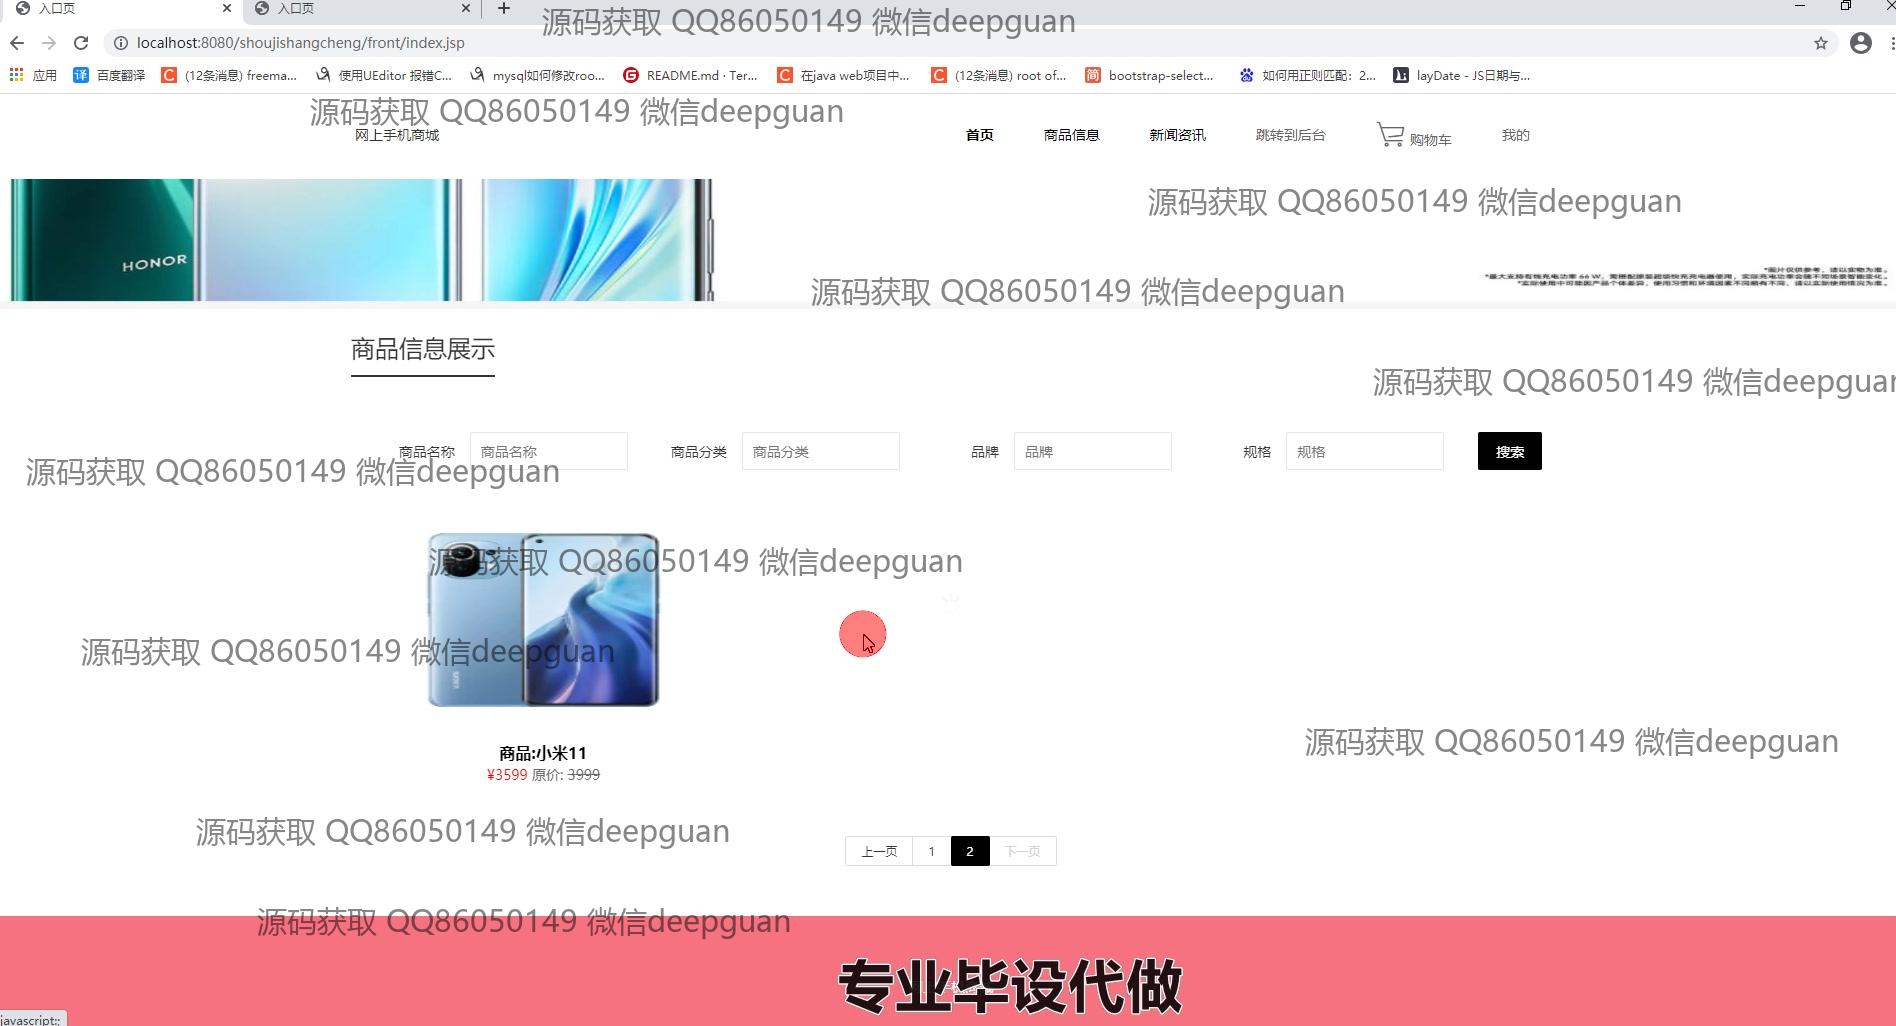 入口页
入口页
源码获取 QQ86050149 微信deepguan
localhost:8080/shoujishangcheng/front/index.jsp
应用
百度翻译
(12条消息) freema...
使用UEditor 报错C...
mysql如何修改roo...
README.md · Ter...
在java web项目中...
(12条消息) root of...
bootstrap-select...
如何用正则匹配：2...
layDate - JS日期与...
源码获取 QQ86050149 微信deepguan
网上手机商城
首页
商品信息
新闻资讯
跳转到后台
购物车
我的
源码获取 QQ86050149 微信deepguan
HONOR
*图片仅供参考，请以实物为准。
源码获取 QQ86050149 微信deepguan
商品信息展示
源码获取 QQ86050149 微信deepguan
商品名称 商品名称
商品分类 商品分类
品牌 品牌
规格 规格
搜索
源码获取 QQ86050149 微信deepguan
源码获取 QQ86050149 微信deepguan
源码获取 QQ86050149 微信deepguan
源码获取 QQ86050149 微信deepguan
商品:小米11
¥3599 原价: 3999
源码获取 QQ86050149 微信deepguan
上一页 1 2 下一页
源码获取 QQ86050149 微信deepguan
专业毕设代做
javascript:;